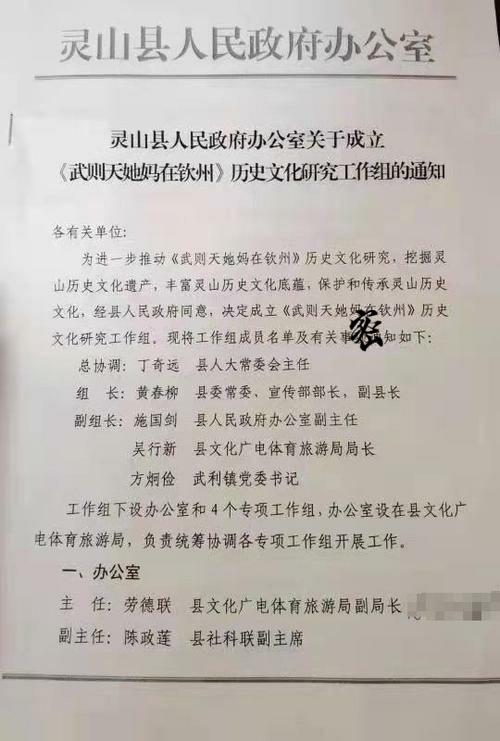 灵山县人民政府办公室
灵山县人民政府办公室关于成立
《武则天她妈在钦州》历史文化研究工作组的通知
各有关单位：
为进一步推动《武则天她妈在钦州》历史文化研究，挖掘灵
山历史文化遗产，丰富灵山历史文化底蕴，保护和传承灵山历史
文化，经县人民政府同意，决定成立《武则天她妈在钦州》历史
文化研究工作组。现将工作组成员名单及有关事 知如下：
总协调：丁奇远 县人大常委会主任
组 长：黄春柳 县委常委、宣传部部长，副县长
副组长：施国剑 县人民政府办公室副主任
吴行新 县文化广电体育旅游局局长
方炯俭 武利镇党委书记
工作组下设办公室和 4 个专项工作组，办公室设在县文化广
电体育旅游局，负责统筹协调各专项工作组开展工作。
一、办公室
主 任：劳德联 县文化广电体育旅游局副局长
副主任：陈政莲 县社科联副主席